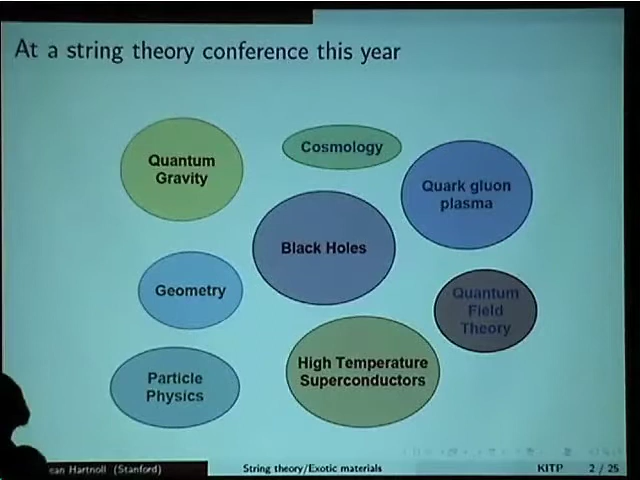 At a string theory conference this year
Quantum
Gravity
Cosmology
Quark gluon
plasma
Black Holes
Geometry
Quantum
Field
Theory
High Temperature
Superconductors
Particle
Physics
can Hartnoll (Stanford)
String theory/Exotic materials
KITP
2 / 25